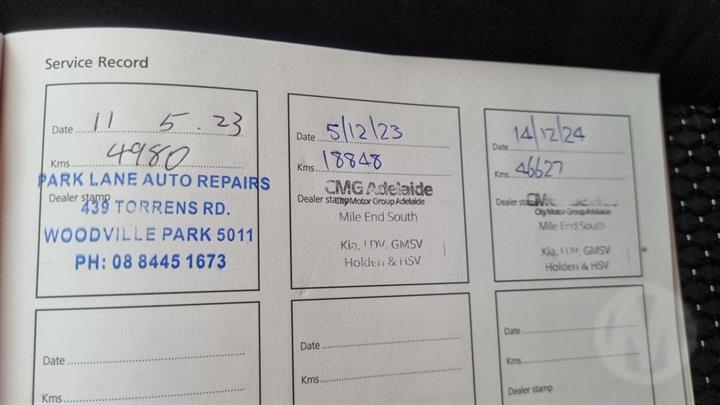 Service Record
Date 11 5.23
Kms 4980
Dealer stamp
PARK LANE AUTO REPAIRS
439 TORRENS RD.
WOODVILLE PARK 5011
PH: 08 8445 1673
Date 5/12/23
Kms 18848
Dealer stamp
CMG Adelaide
City Motor Group Adelaide
Mile End South
Kia, LDV, GMSV
Holden & HSV
Date 14/12/24
Kms 46627
Dealer stamp
CMG
City Motor Group Adelaide
Mile End South
Kia, LDV, GMSV
Holden & HSV
Date
Kms
Date
Kms
Date
Kms
Dealer stamp